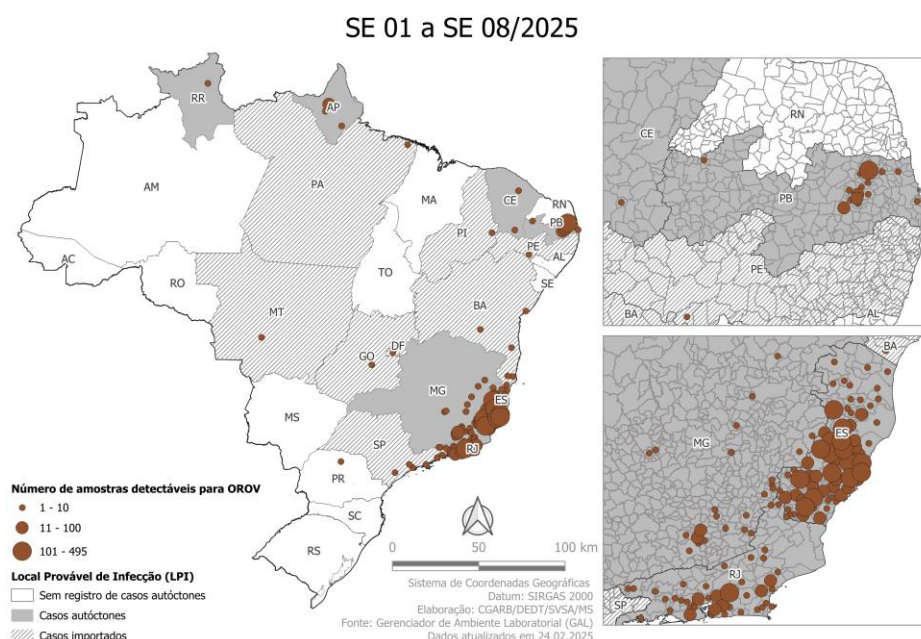 SE 01 a SE 08/2025
RR
AP
AM
PA
MA
CE
RN
PB
PI
PE
AL
SE
AC
RO
TO
BA
MT
DF
GO
MG
ES
MS
SP
RJ
PR
SC
RS
CE
RN
PB
PE
BA
AL
BA
ES
MG
RJ
SP
Número de amostras detectáveis para OROV
1 - 10
11 - 100
101 - 495
Local Provável de Infecção (LPI)
Sem registro de casos autóctones
Casos autóctones
Casos importados
0 50 100 km
Sistema de Coordenadas Geográficas
Datum: SIRGAS 2000
Elaboração: CGARB/DEDT/SVSA/MS
Fonte: Gerenciador de Ambiente Laboratorial (GAL)
Dados atualizados em 24.02.2025